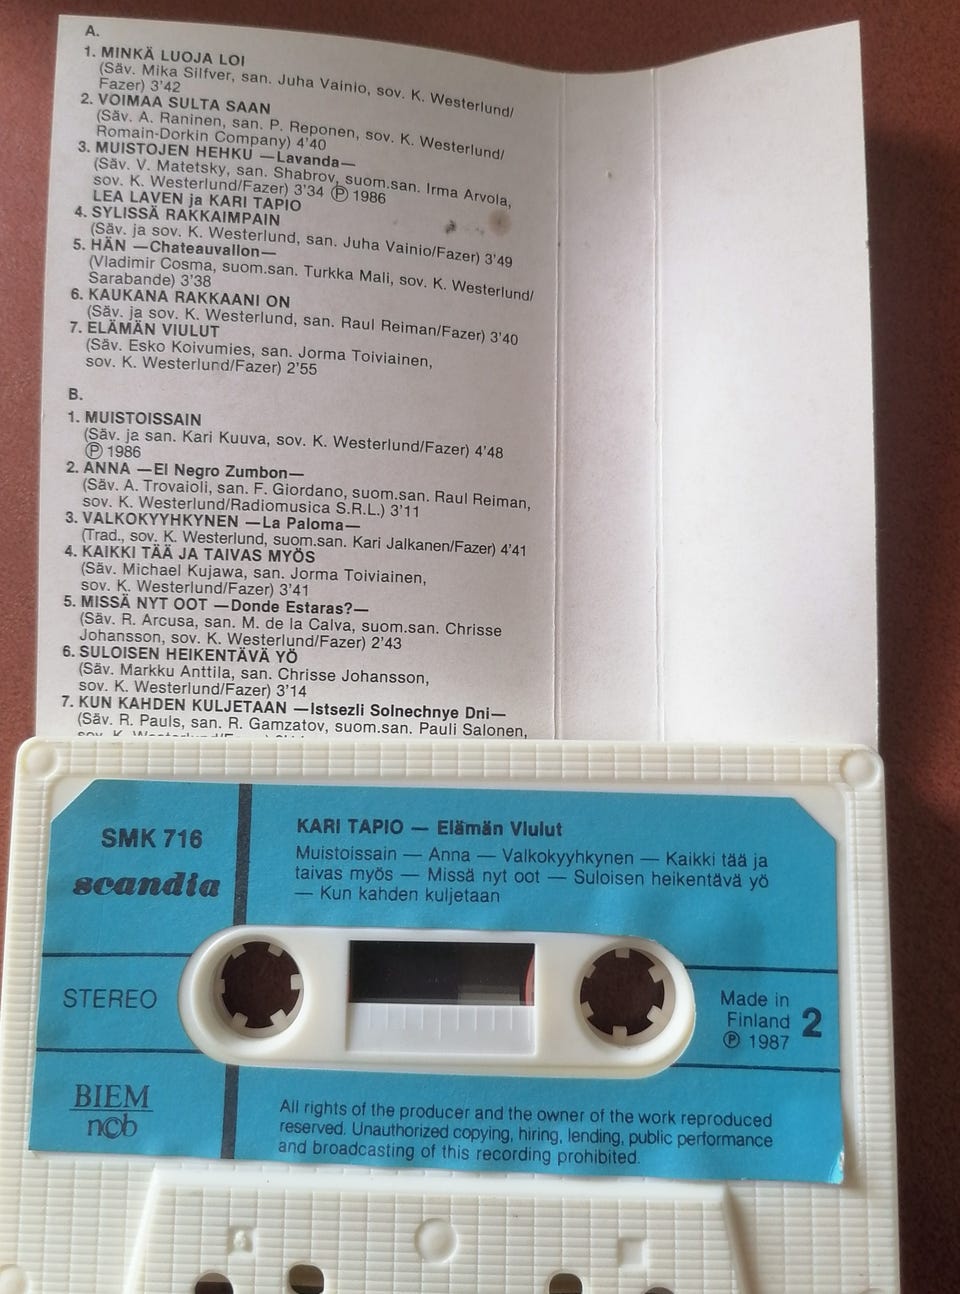 A.
1. MINKÄ LUOJA LOI
(Säv. Mika Silfver, san. Juha Vainio, sov. K. Westerlund/
Fazer) 3'42
2. VOIMAA SULTA SAAN
(Säv. A. Raninen, san. P. Reponen, sov. K. Westerlund/
Romain-Dorkin Company) 4'40
3. MUISTOJEN HEHKU —Lavanda—
(Säv. V. Matetsky, san. Shabrov, suom.san. Irma Arvola,
sov. K. Westerlund/Fazer) 3'34 Ⓟ 1986
LEA LAVEN ja KARI TAPIO
4. SYLISSÄ RAKKAIMPAIN
(Säv. ja sov. K. Westerlund, san. Juha Vainio/Fazer) 3'49
5. HÄN —Chateauvallon—
(Vladimir Cosma, suom.san. Turkka Mali, sov. K. Westerlund/
Sarabande) 3'38
6. KAUKANA RAKKAANI ON
(Säv. ja sov. K. Westerlund, san. Raul Reiman/Fazer) 3'40
7. ELÄMÄN VIULUT
(Säv. Esko Koivumies, san. Jorma Toiviainen,
sov. K. Westerlund/Fazer) 2'55
B.
1. MUISTOISSAIN
(Säv. ja san. Kari Kuuva, sov. K. Westerlund/Fazer) 4'48
Ⓟ 1986
2. ANNA —El Negro Zumbon—
(Säv. A. Trovaioli, san. F. Giordano, suom.san. Raul Reiman,
sov. K. Westerlund/Radiomusica S.R.L.) 3'11
3. VALKOKYYHKYNEN —La Paloma—
(Trad., sov. K. Westerlund, suom.san. Kari Jalkanen/Fazer) 4'41
4. KAIKKI TÄÄ JA TAIVAS MYÖS
(Säv. Michael Kujawa, san. Jorma Toiviainen,
sov. K. Westerlund/Fazer) 3'41
5. MISSÄ NYT OOT —Donde Estaras?—
(Säv. R. Arcusa, san. M. de la Calva, suom.san. Chrisse
Johansson, sov. K. Westerlund/Fazer) 2'43
6. SULOISEN HEIKENTÄVÄ YÖ
(Säv. Markku Anttila, san. Chrisse Johansson,
sov. K. Westerlund/Fazer) 3'14
7. KUN KAHDEN KULJETAAN —Istsezli Solnechnye Dni—
(Säv. R. Pauls, san. R. Gamzatov, suom.san. Pauli Salonen,
SMK 716
scandia
STEREO
BIEM
ncb
KARI TAPIO — Elämän Viulut
Muistoissain — Anna — Valkokyyhkynen — Kaikki tää ja
taivas myös — Missä nyt oot — Suloisen heikentävä yö
— Kun kahden kuljetaan
Made in
Finland
Ⓟ 1987
2
All rights of the producer and the owner of the work reproduced
reserved. Unauthorized copying, hiring, lending, public performance
and broadcasting of this recording prohibited.